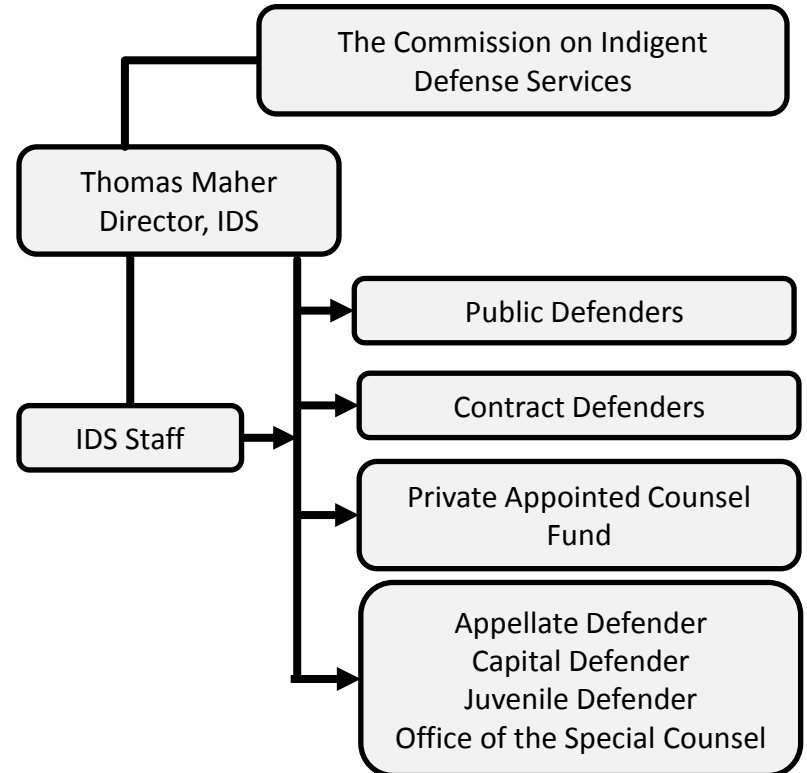 The Commission on Indigent
Defense Services
Thomas Maher
Director, IDS
Public Defenders
Contract Defenders
IDS Staff
Private Appointed Counsel
Fund
Appellate Defender
Capital Defender
Juvenile Defender
Office of the Special Counsel